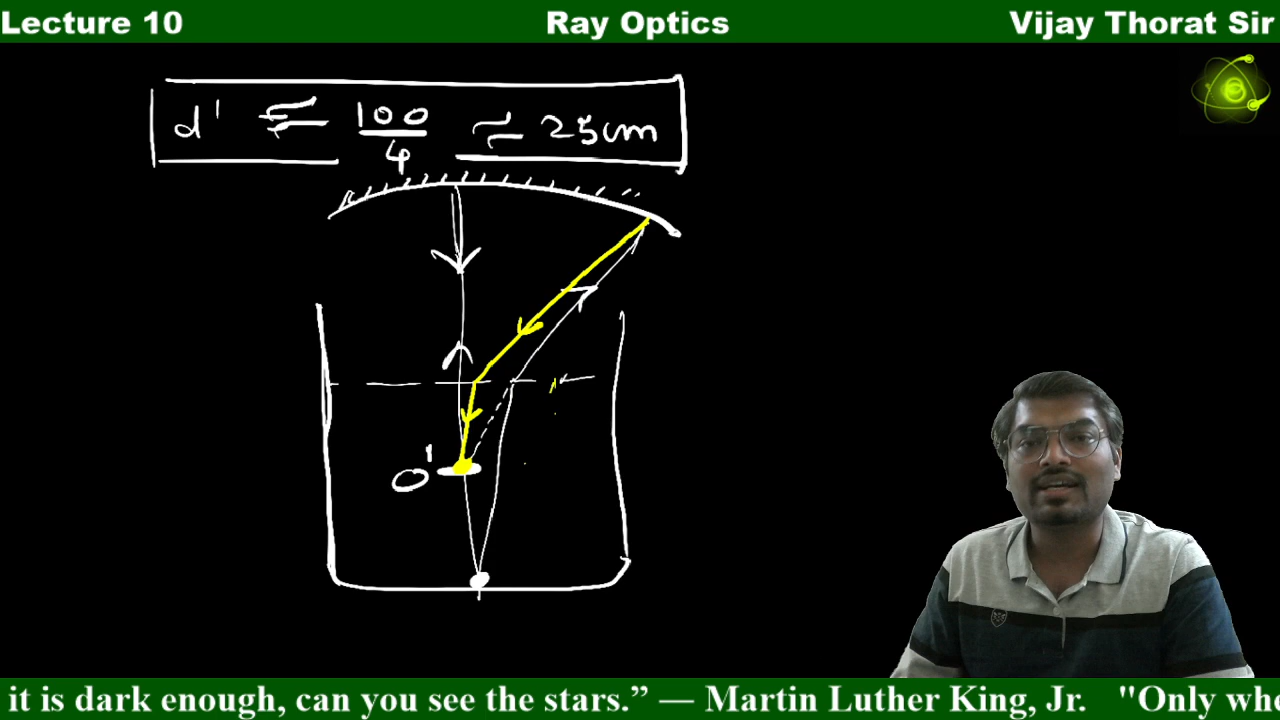 Lecture 10 Ray Optics Vijay Thorat Sir
d' ≈ 100/4 ≈ 25cm
O'
it is dark enough, can you see the stars.” — Martin Luther King, Jr. "Only whe